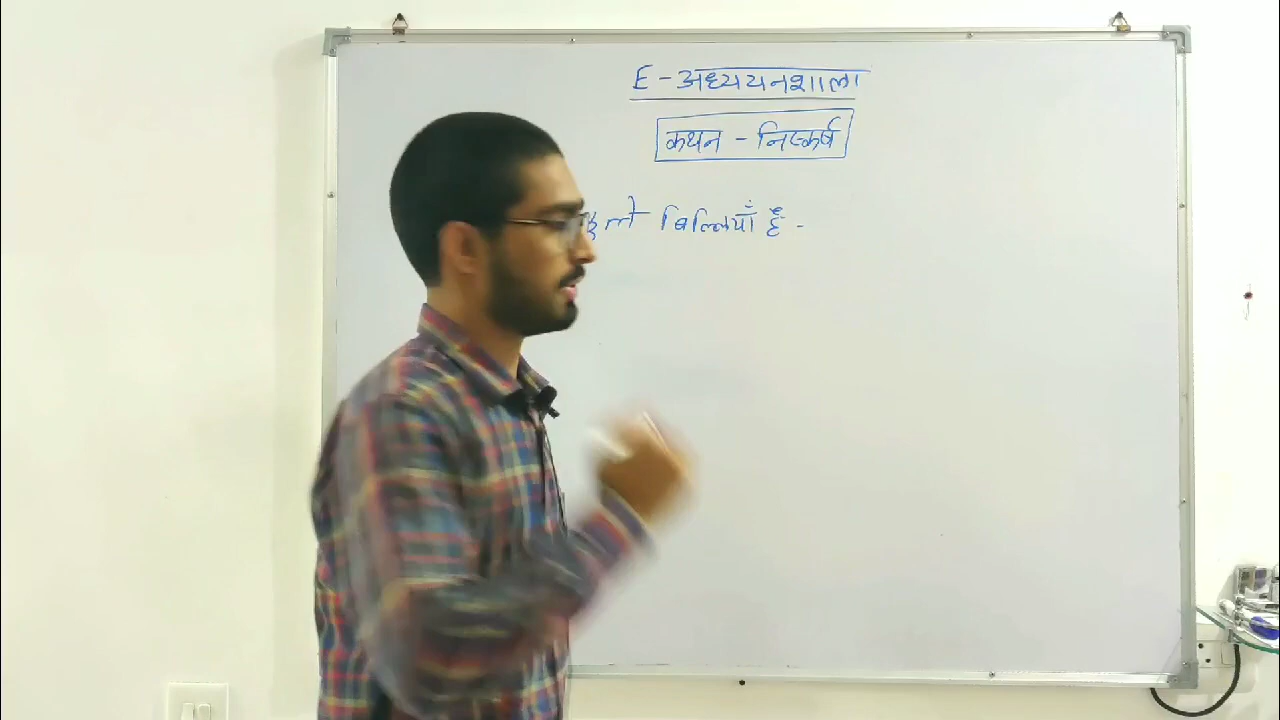 E - अध्ययनशाला
कथन - निष्कर्ष
बिल्लियाँ हैं -